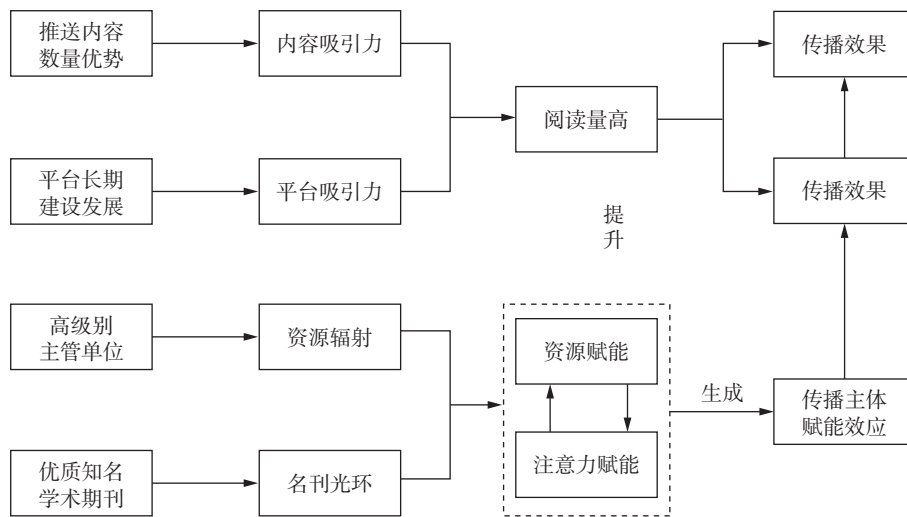 推送内容
数量优势
内容吸引力
传播效果
阅读量高
平台长期
建设发展
平台吸引力
传播效果
提
升
高级别
主管单位
资源辐射
资源赋能
生成
传播主体
赋能效应
注意力赋能
优质知名
学术期刊
名刊光环